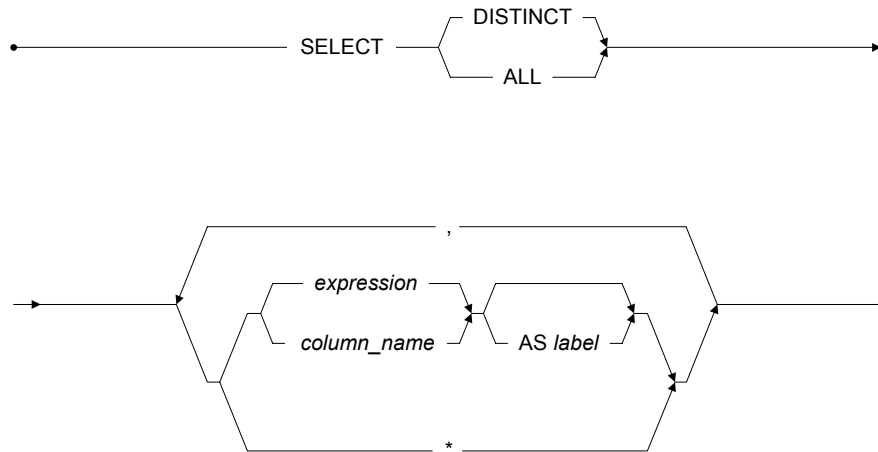 DISTINCT
SELECT
ALL
,
expression
column_name
AS label
*